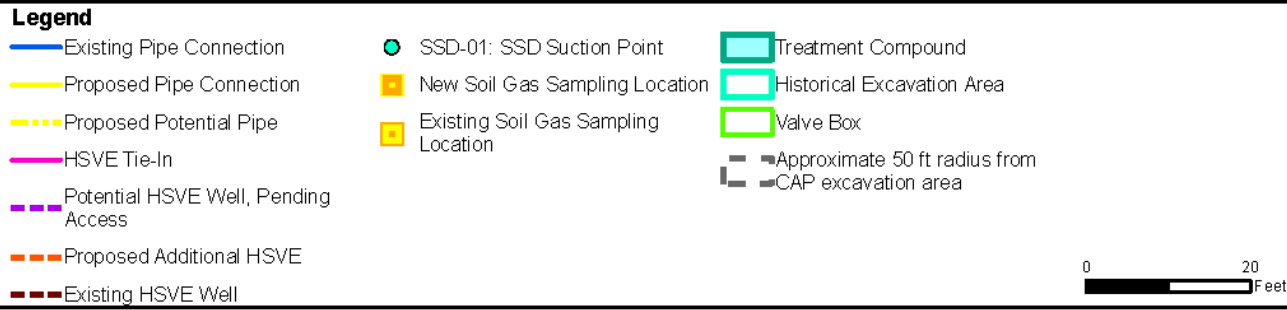 Legend
Existing Pipe Connection
Proposed Pipe Connection
Proposed Potential Pipe
HSVE Tie-In
Potential HSVE Well, Pending
Access
Proposed Additional HSVE
Existing HSVE Well
SSD-01: SSD Suction Point
New Soil Gas Sampling Location
Existing Soil Gas Sampling
Location
Treatment Compound
Historical Excavation Area
Valve Box
Approximate 50 ft radius from
CAP excavation area
0 20
Feet